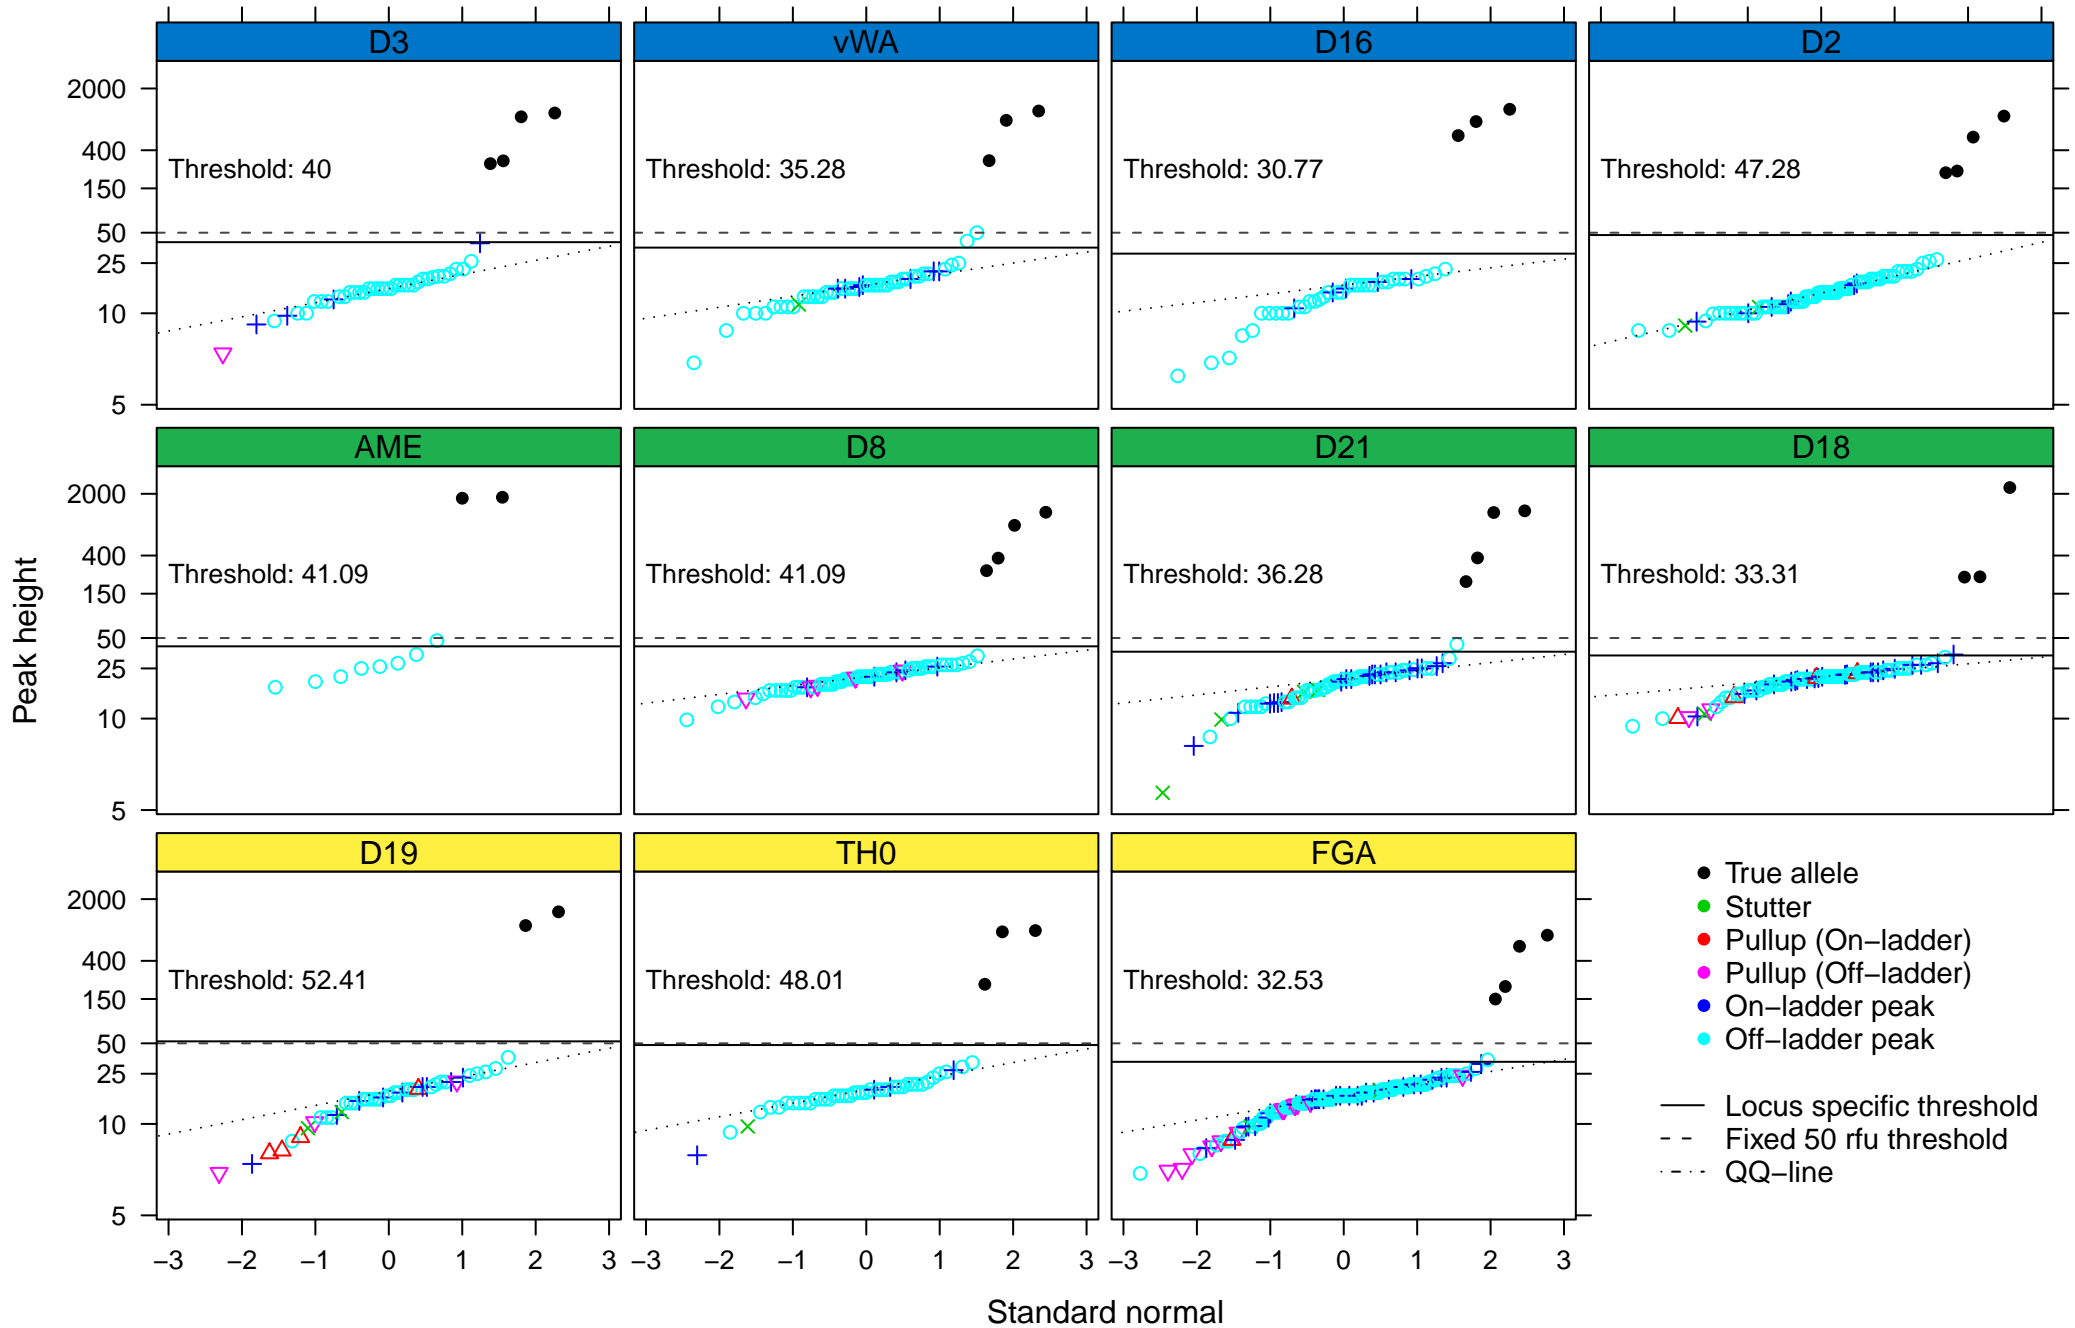 D3
vWA
D16
D2
2000
400
150
50
25
10
5
Threshold: 40
Threshold: 35.28
Threshold: 30.77
Threshold: 47.28
AME
D8
D21
D18
2000
400
150
50
25
10
5
Threshold: 41.09
Threshold: 41.09
Threshold: 36.28
Threshold: 33.31
Peak height
D19
TH0
FGA
2000
400
150
50
25
10
5
Threshold: 52.41
Threshold: 48.01
Threshold: 32.53
True allele
Stutter
Pullup (On−ladder)
Pullup (Off−ladder)
On−ladder peak
Off−ladder peak
Locus specific threshold
Fixed 50 rfu threshold
QQ−line
−3 −2 −1 0 1 2 3
−3 −2 −1 0 1 2 3
−3 −2 −1 0 1 2 3
Standard normal